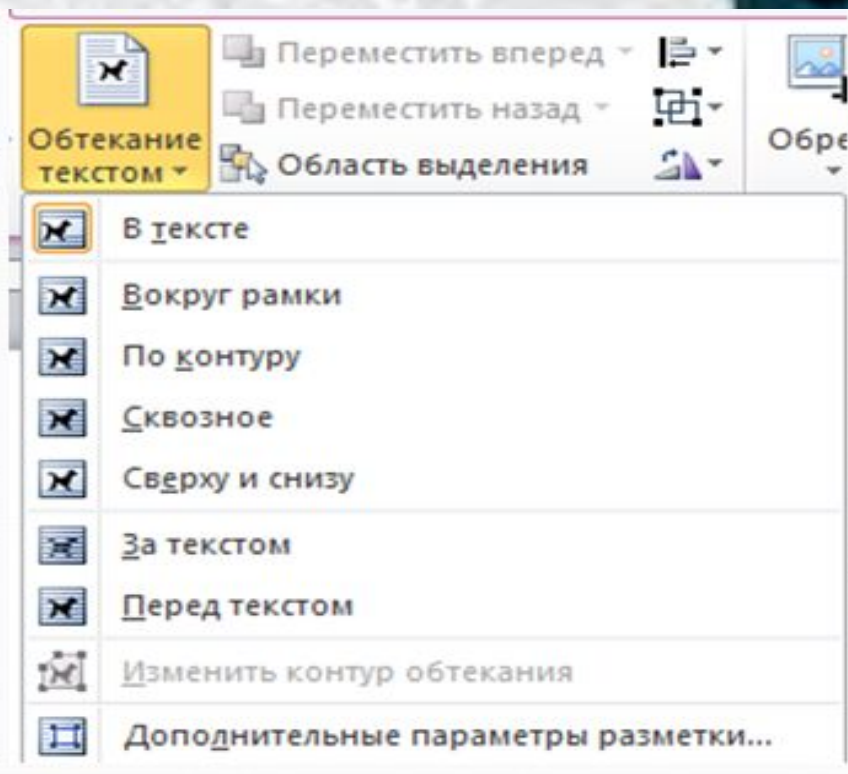 Обтекание
текстом
Переместить вперед
Переместить назад
Область выделения
Обре
В тексте
Вокруг рамки
По контуру
Сквозное
Сверху и снизу
За текстом
Перед текстом
Изменить контур обтекания
Дополнительные параметры разметки...